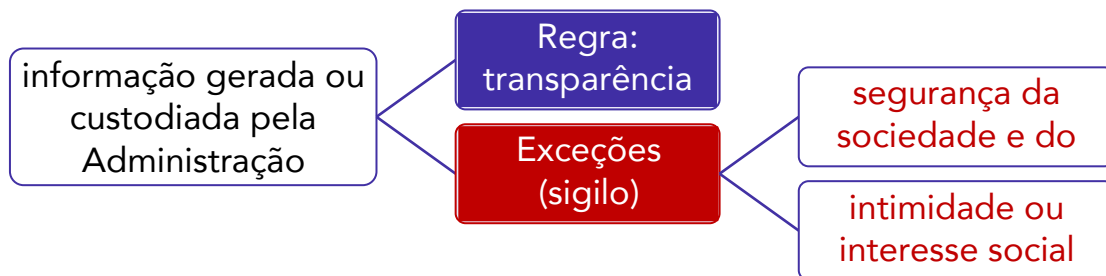 informação gerada ou
custodiada pela
Administração
Regra:
transparência
Exceções
(sigilo)
segurança da
sociedade e do
intimidade ou
interesse social